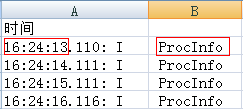 A B
时间
16:24:13.110: I ProcInfo
16:24:14.111: I ProcInfo
16:24:15.111: I ProcInfo
16:24:16.116: I ProcInfo